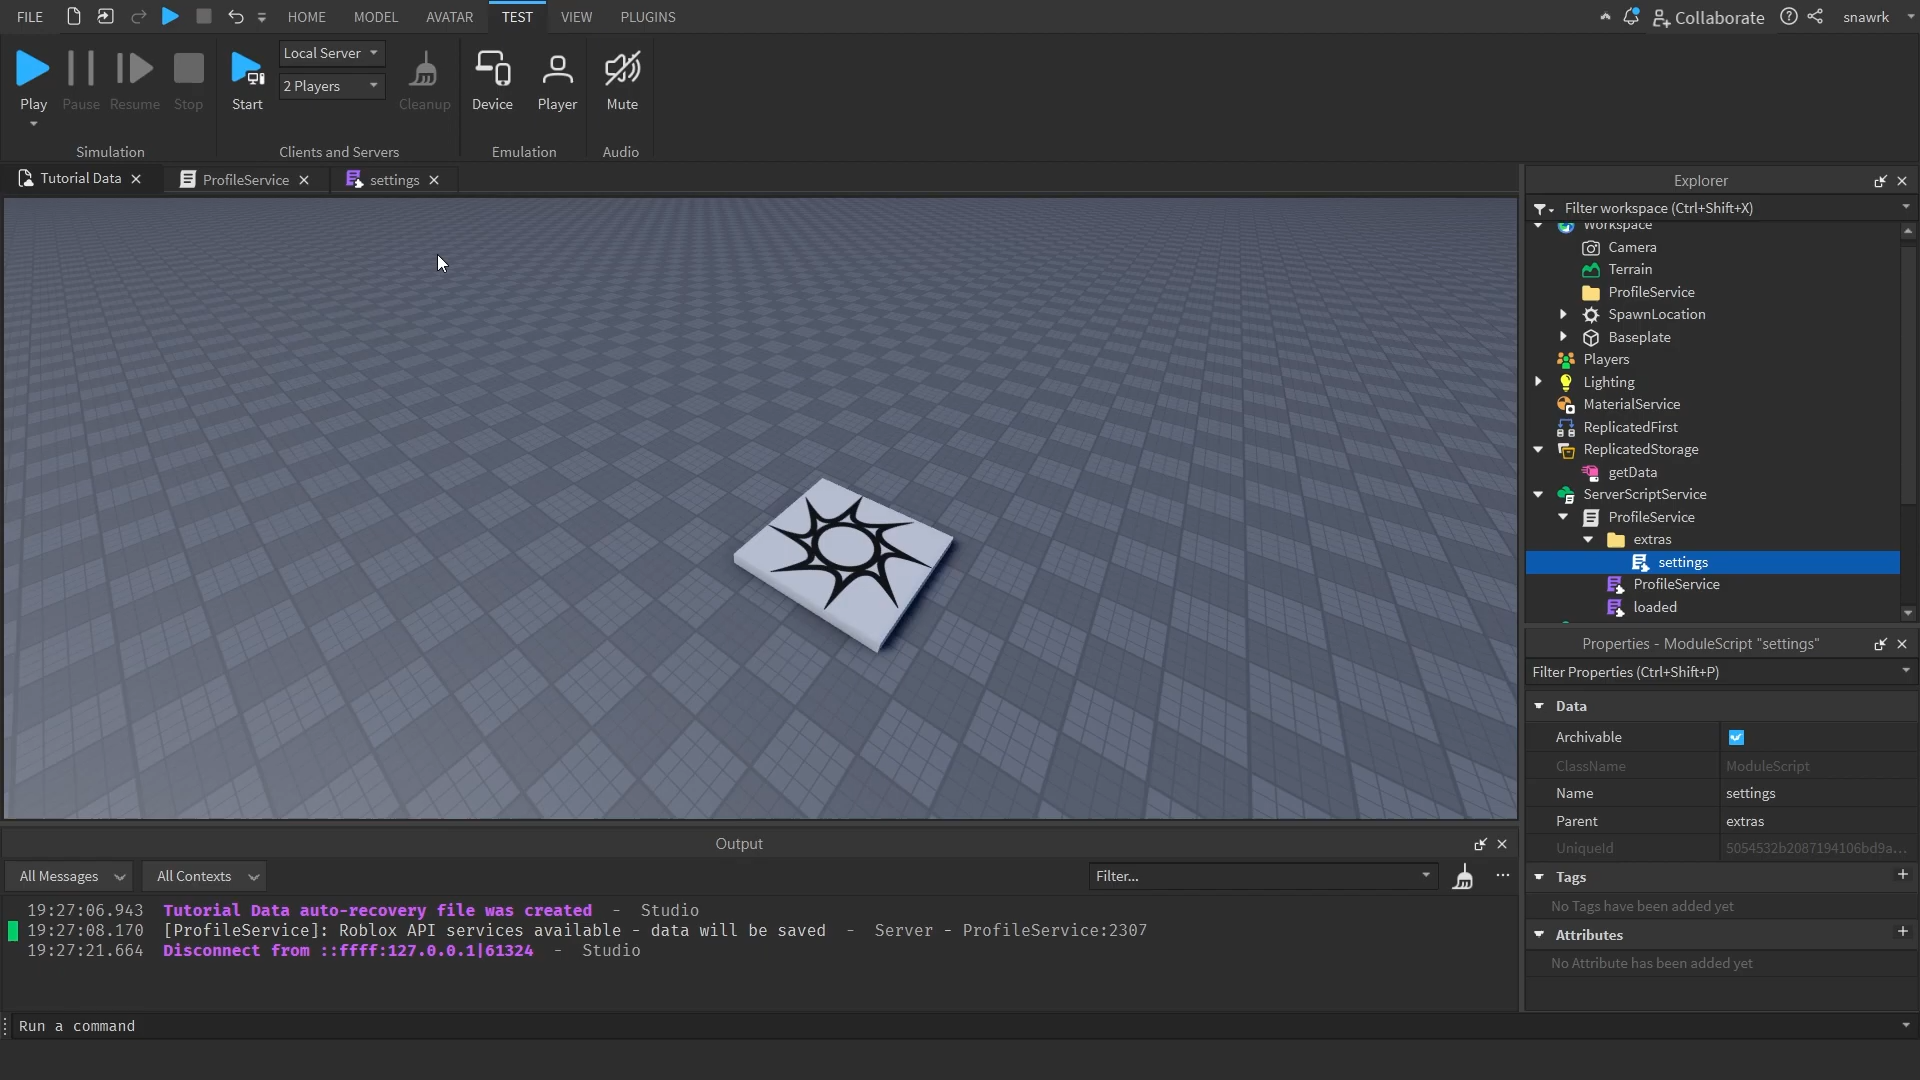 FILE HOME MODEL AVATAR TEST VIEW PLUGINS Collaborate snawrk
Local Server
2 Players
Play Pause Resume Stop Start Cleanup Device Player Mute
Simulation Clients and Servers Emulation Audio
Tutorial Data ProfileService settings
Explorer
Filter workspace (Ctrl+Shift+X)
Workspace
Camera
Terrain
ProfileService
SpawnLocation
Baseplate
Players
Lighting
MaterialService
ReplicatedFirst
ReplicatedStorage
getData
ServerScriptService
ProfileService
extras
settings
ProfileService
loaded
Properties - ModuleScript "settings"
Filter Properties (Ctrl+Shift+P)
Data
Archivable
ClassName ModuleScript
Name settings
Parent extras
UniqueId 5054532b2087194106bd9a...
Tags
No Tags have been added yet
Attributes
No Attribute has been added yet
Output
All Messages All Contexts Filter... ...
19:27:06.943 Tutorial Data auto-recovery file was created - Studio
19:27:08.170 [ProfileService]: Roblox API services available - data will be saved - Server - ProfileService:2307
19:27:21.664 Disconnect from ::ffff:127.0.0.1|61324 - Studio
Run a command